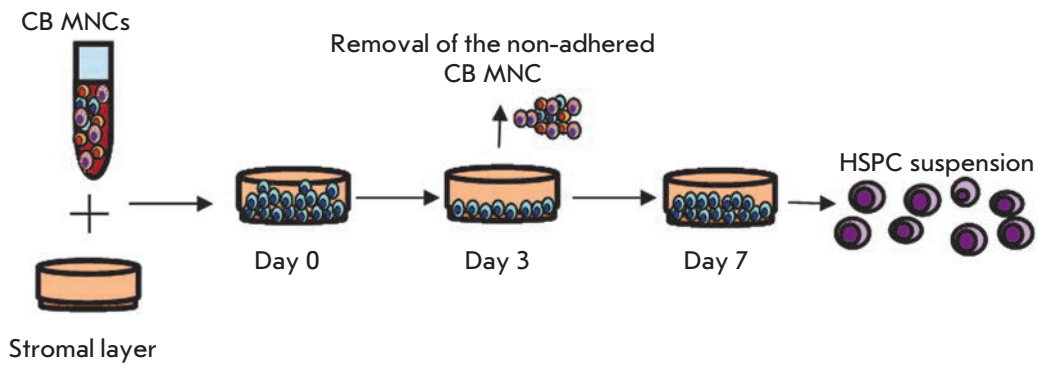 CB MNCs
Removal of the non-adhered
CB MNC
HSPC suspension
Day 0
Day 3
Day 7
Stromal layer